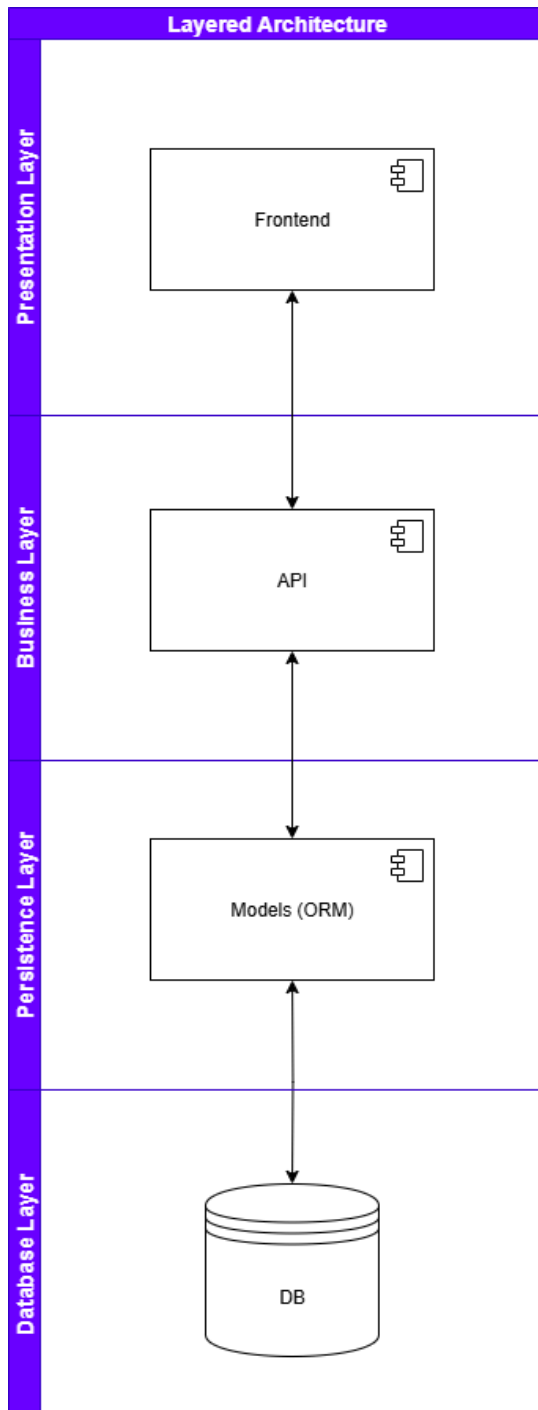 Layered Architecture
Presentation Layer
Frontend
Business Layer
API
Persistence Layer
Models (ORM)
Database Layer
DB